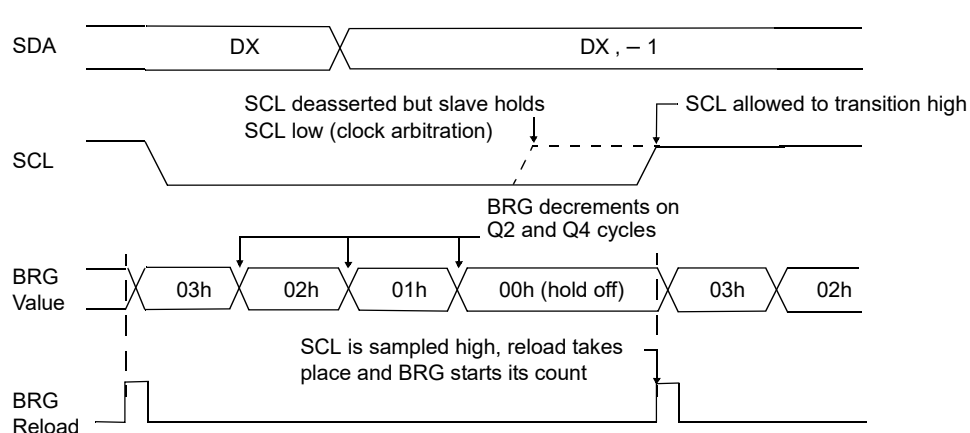 SDA
DX
DX , – 1
SCL deasserted but slave holds
SCL low (clock arbitration)
SCL allowed to transition high
SCL
BRG decrements on
Q2 and Q4 cycles
BRG
Value
03h
02h
01h
00h (hold off)
03h
02h
SCL is sampled high, reload takes
place and BRG starts its count
BRG
Reload